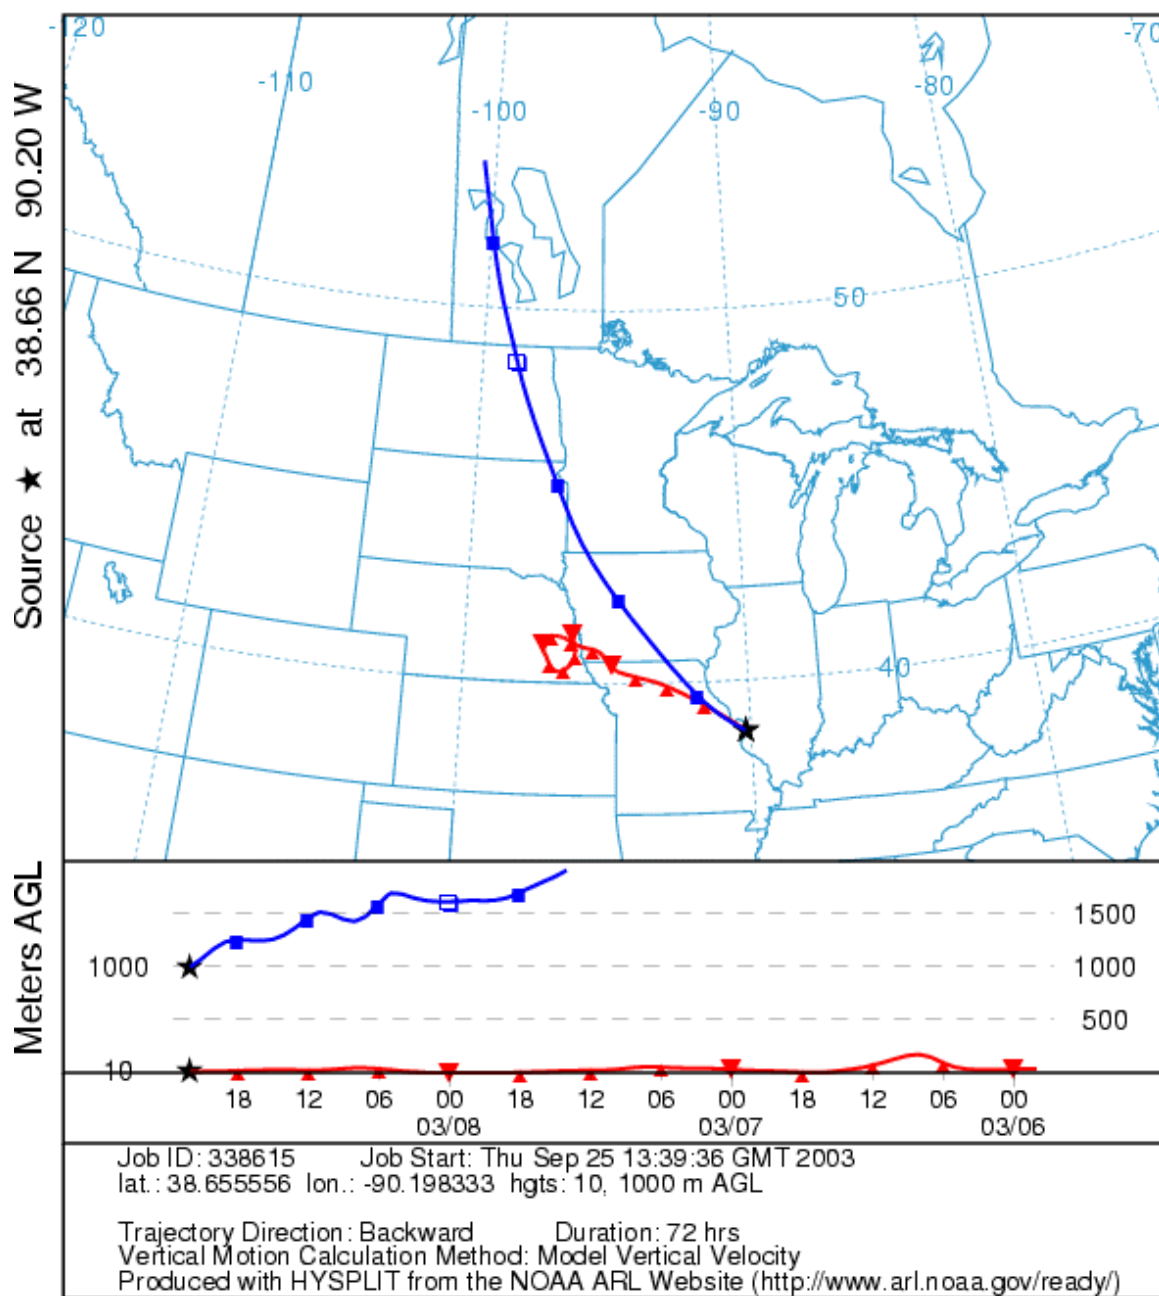 -120
-70
-110
-80
-100
-90
50
40
Source ★ at 38.66 N 90.20 W
Meters AGL
1500
1000
1000
500
10
18 12 06 00 18 12 06 00 18 12 06 00
03/08 03/07 03/06
Job ID: 338615 Job Start: Thu Sep 25 13:39:36 GMT 2003
lat.: 38.655556 lon.: -90.198333 hgts: 10, 1000 m AGL
Trajectory Direction: Backward Duration: 72 hrs
Vertical Motion Calculation Method: Model Vertical Velocity
Produced with HYSPLIT from the NOAA ARL Website (http://www.arl.noaa.gov/ready/)